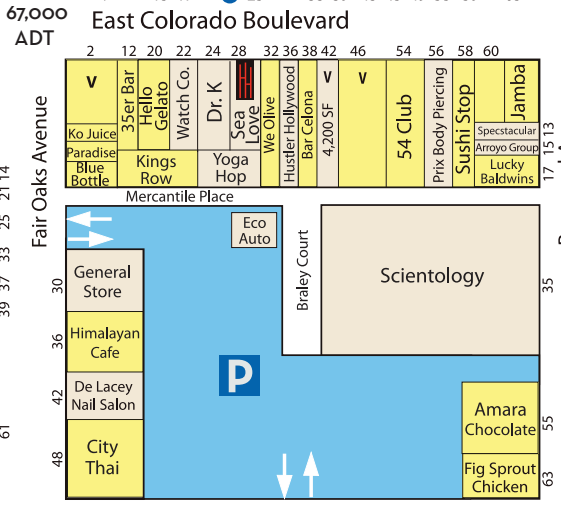 67,000
ADT
East Colorado Boulevard
2 12 20 22 24 28 32 36 38 42 46 54 56 58 60
V
35er Bar
Hello
Gelato
Watch Co.
Dr. K
Sea
Love
We Olive
Hustler Hollywood
Bar Celona
V
4,200 SF
V
54 Club
Prix Body Piercing
Sushi Stop
Jamba
Ko Juice
Paradise
Blue
Bottle
Kings
Row
Yoga
Hop
Specstacular
Arroyo Group
Lucky
Baldwins
13
15
17
Fair Oaks Avenue
14
21
25
33
37
39
61
Mercantile Place
Eco
Auto
Braley Court
Scientology
35
General
Store
30
Himalayan
Cafe
36
De Lacey
Nail Salon
42
City
Thai
48
P
Amara
Chocolate
55
Fig Sprout
Chicken
63